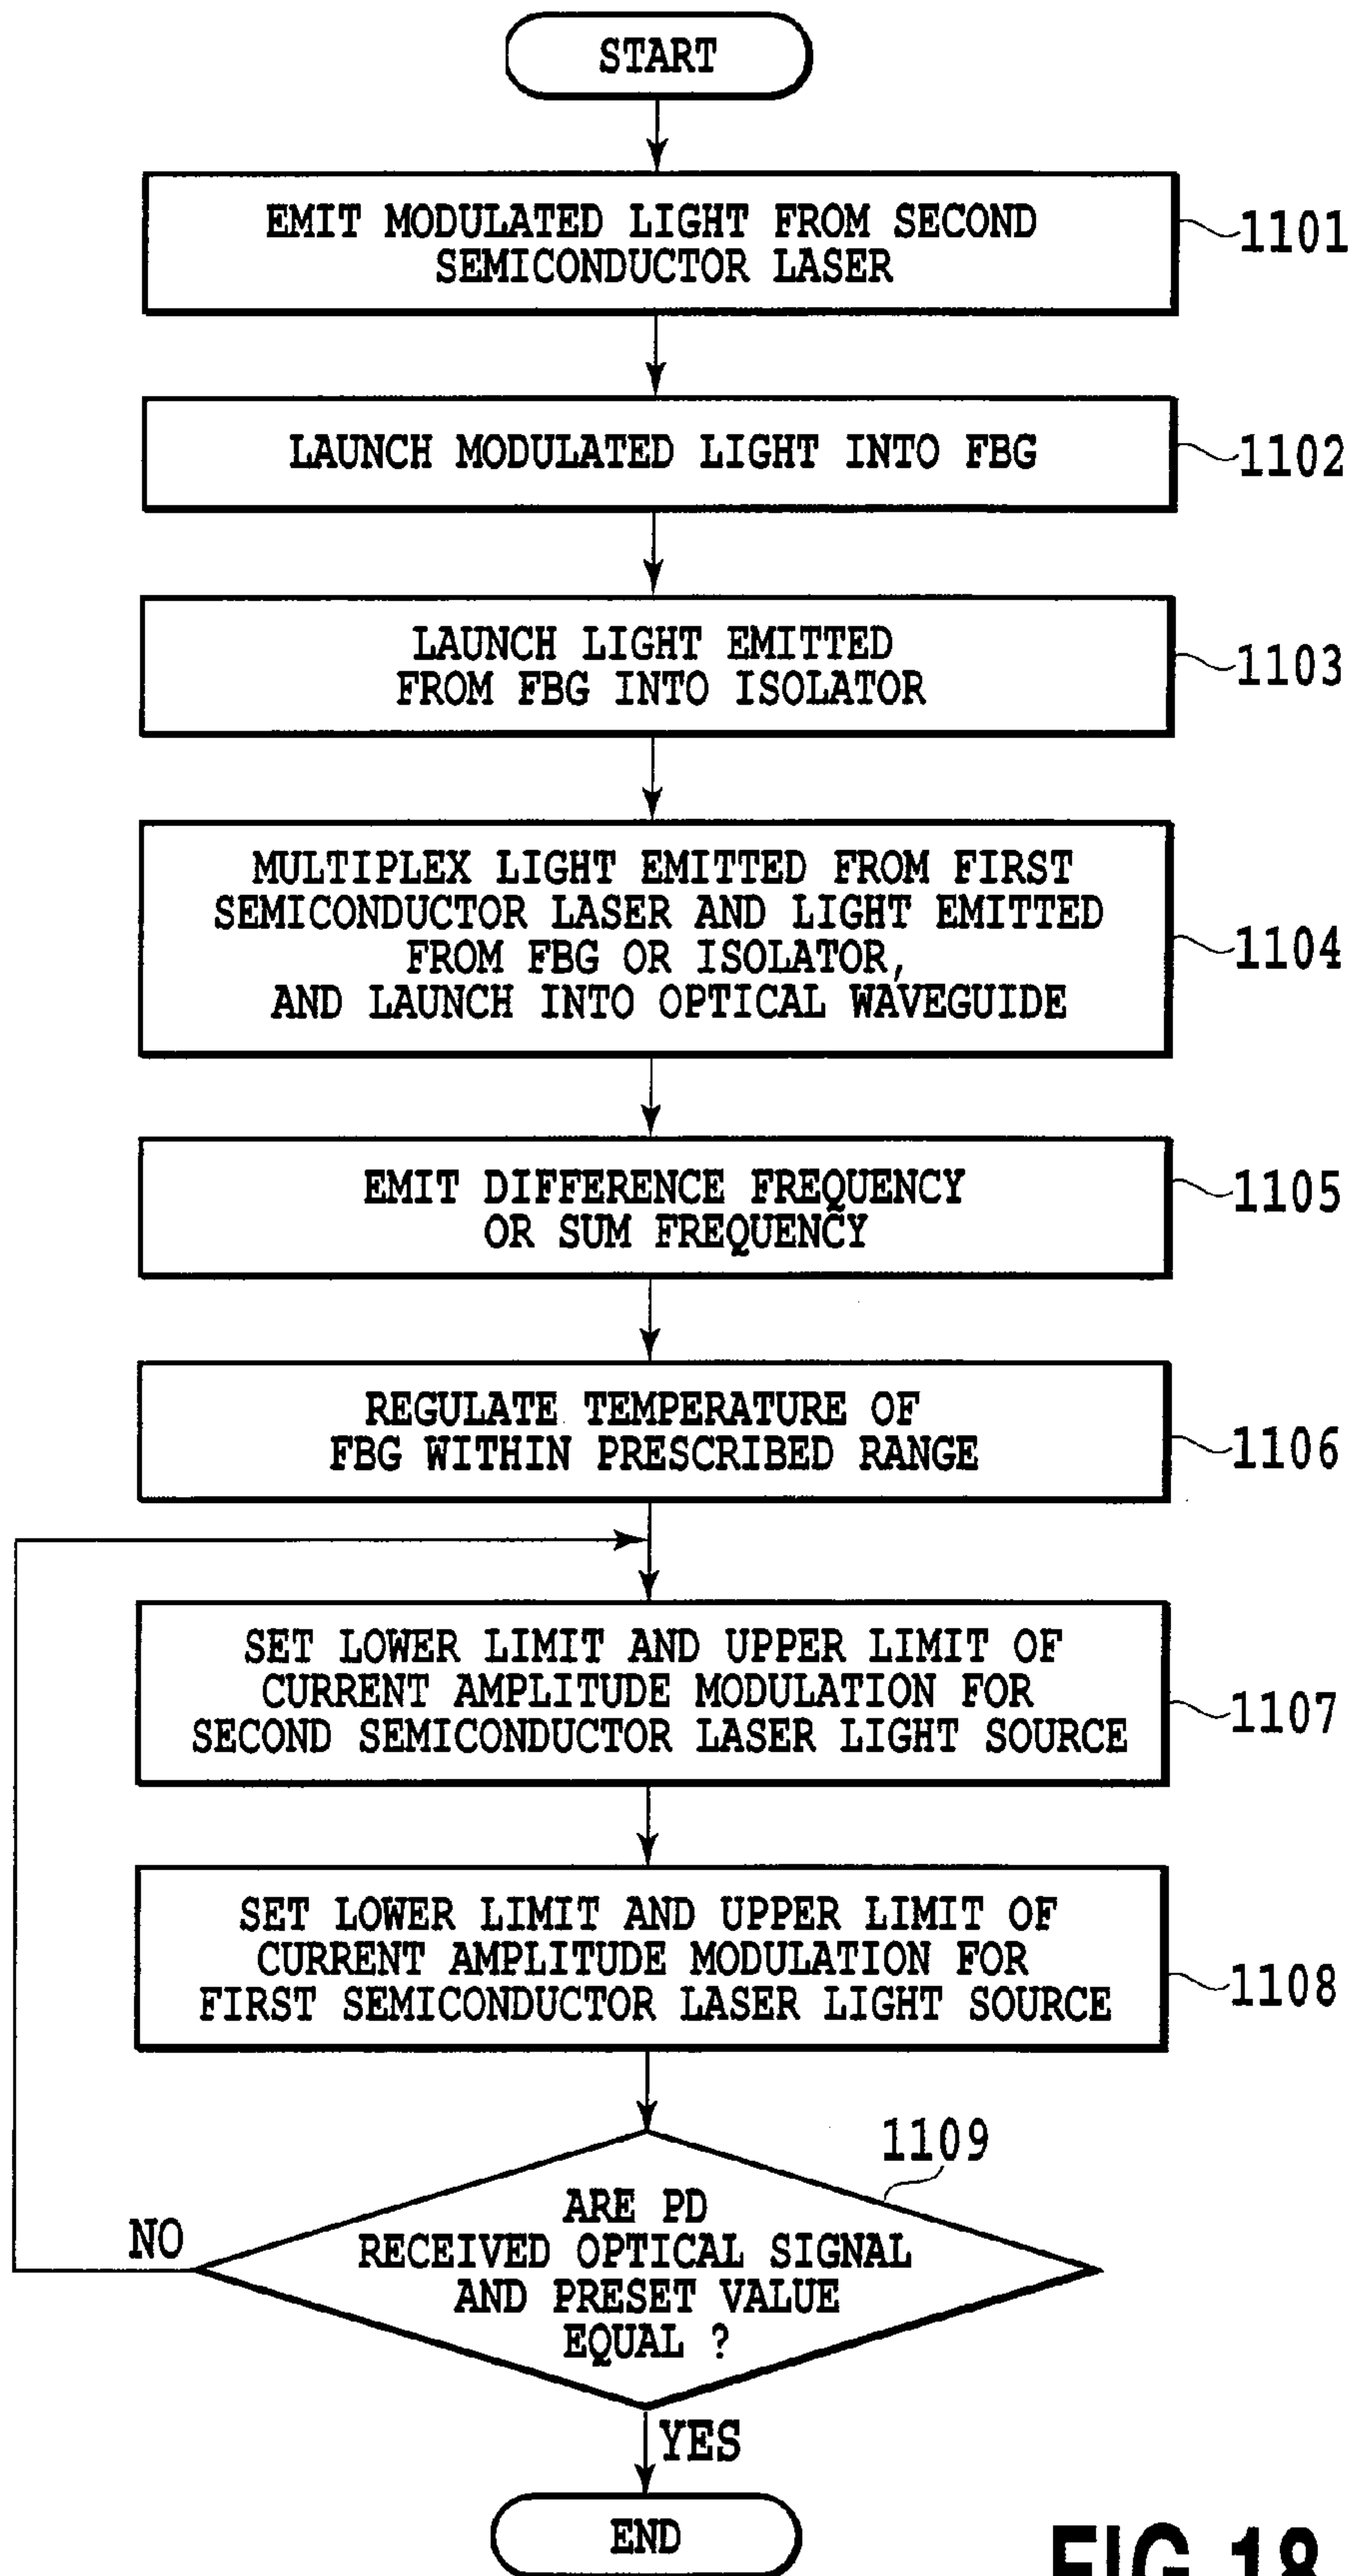 START
EMIT MODULATED LIGHT FROM SECOND
SEMICONDUCTOR LASER
1101
LAUNCH MODULATED LIGHT INTO FBG
1102
LAUNCH LIGHT EMITTED
FROM FBG INTO ISOLATOR
1103
MULTIPLEX LIGHT EMITTED FROM FIRST
SEMICONDUCTOR LASER AND LIGHT EMITTED
FROM FBG OR ISOLATOR,
AND LAUNCH INTO OPTICAL WAVEGUIDE
1104
EMIT DIFFERENCE FREQUENCY
OR SUM FREQUENCY
1105
REGULATE TEMPERATURE OF
FBG WITHIN PRESCRIBED RANGE
1106
SET LOWER LIMIT AND UPPER LIMIT OF
CURRENT AMPLITUDE MODULATION FOR
SECOND SEMICONDUCTOR LASER LIGHT SOURCE
1107
SET LOWER LIMIT AND UPPER LIMIT OF
CURRENT AMPLITUDE MODULATION FOR
FIRST SEMICONDUCTOR LASER LIGHT SOURCE
1108
1109
ARE PD
RECEIVED OPTICAL SIGNAL
AND PRESET VALUE
EQUAL ?
NO
YES
END
FIG.18